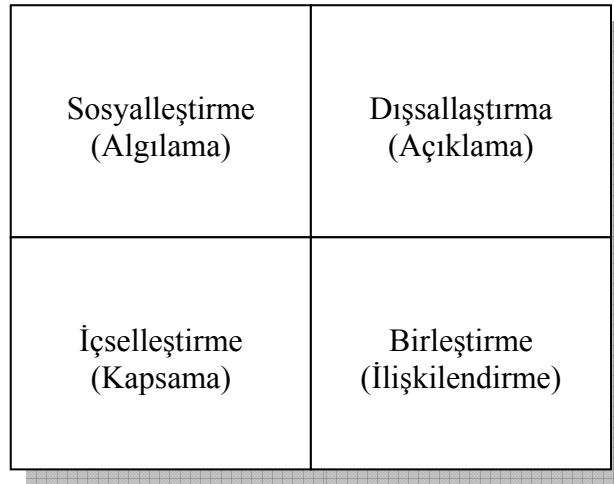 Sosyalleştirme
(Algılama)
Dışsallaştırma
(Açıklama)
İçselleştirme
(Kapsama)
Birleştirme
(İlişkilendirme)